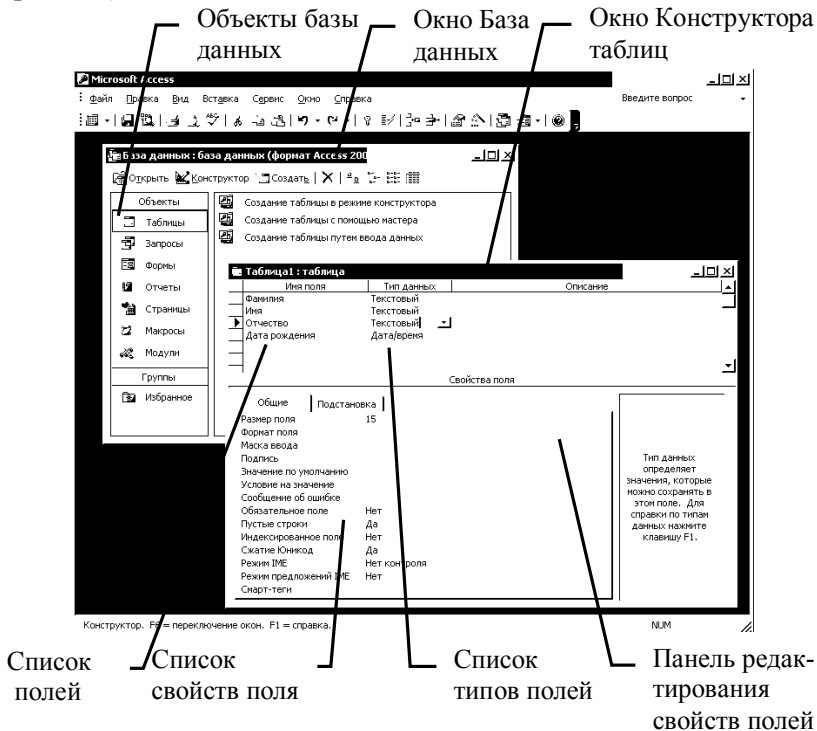 Объекты базы данных
Окно База данных
Окно Конструктора таблиц
Microsoft Access
Файл Правка Вид Вставка Сервис Окно Справка Введите вопрос
База данных : база данных (формат Access 200
Открыть Конструктор Создать
Объекты
Таблицы
Запросы
Формы
Отчеты
Страницы
Макросы
Модули
Группы
Избранное
Создание таблицы в режиме конструктора
Создание таблицы с помощью мастера
Создание таблицы путем ввода данных
Таблица1 : таблица
Имя поля Тип данных Описание
Фамилия Текстовый
Имя Текстовый
Отчество Текстовый
Дата рождения Дата/время
Свойства поля
Общие Подстановка
Размер поля 15
Формат поля
Маска ввода
Подпись
Значение по умолчанию
Условие на значение
Сообщение об ошибке
Обязательное поле Нет
Пустые строки Да
Индексированное поле Нет
Сжатие Юникод Да
Режим IME Нет контроля
Режим предложений IME Нет
Смарт-теги
Тип данных
определяет
значения, которые
можно сохранять в
этом поле. Для
справки по типам
данных нажмите
клавишу F1.
Конструктор. F6 = переключение окон. F1 = справка. NUM
Список
полей
Список
свойств поля
Список
типов полей
Панель редак-
тирования
свойств полей